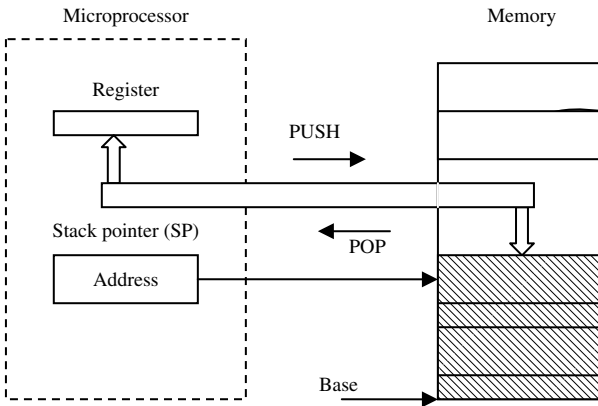 Microprocessor
Memory
Register
PUSH
Stack pointer (SP)
POP
Address
Base